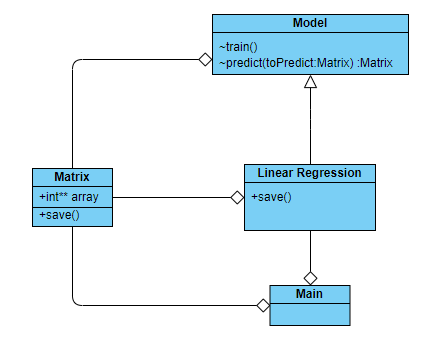 Model
~train()
~predict(toPredict:Matrix) :Matrix
Matrix
+int** array
+save()
Linear Regression
+save()
Main